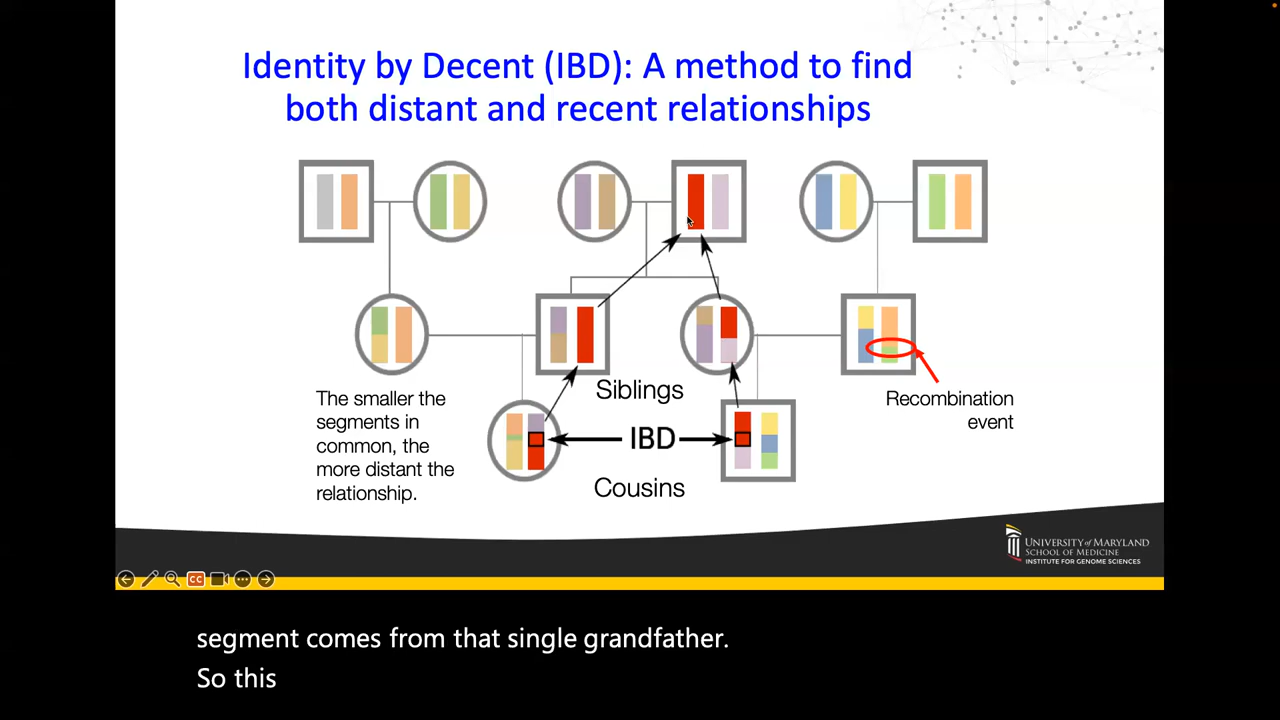 Identity by Decent (IBD): A method to find
both distant and recent relationships
Siblings
The smaller the
segments in
common, the
more distant the
relationship.
Recombination
event
IBD
Cousins
UNIVERSITY of MARYLAND
SCHOOL OF MEDICINE
INSTITUTE FOR GENOME SCIENCES
CC
segment comes from that single grandfather.
So this